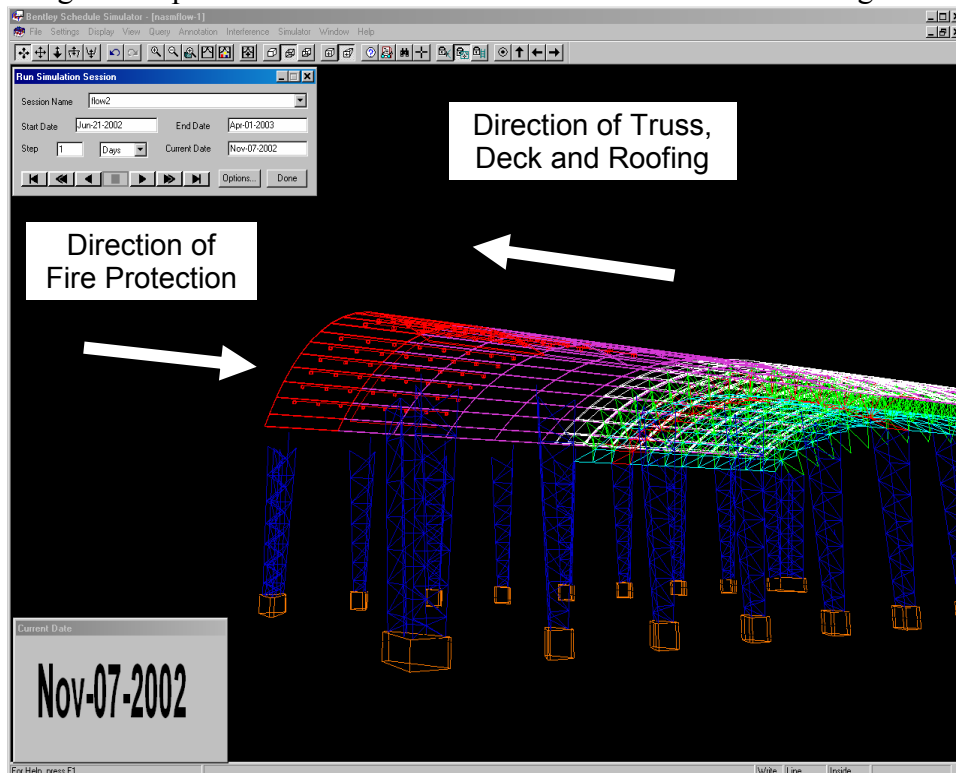 Bentley Schedule Simulator - [nasmflow-1]
File Settings Display View Query Annotation Interference Simulator Window Help
Run Simulation Session
Session Name flow2
Start Date Jun-21-2002 End Date Apr-01-2003
Step 1 Days Current Date Nov-07-2002
Options... Done
Direction of Truss,
Deck and Roofing
Direction of
Fire Protection
Current Date
Nov-07-2002
For Help, press F1 Write Line Inside